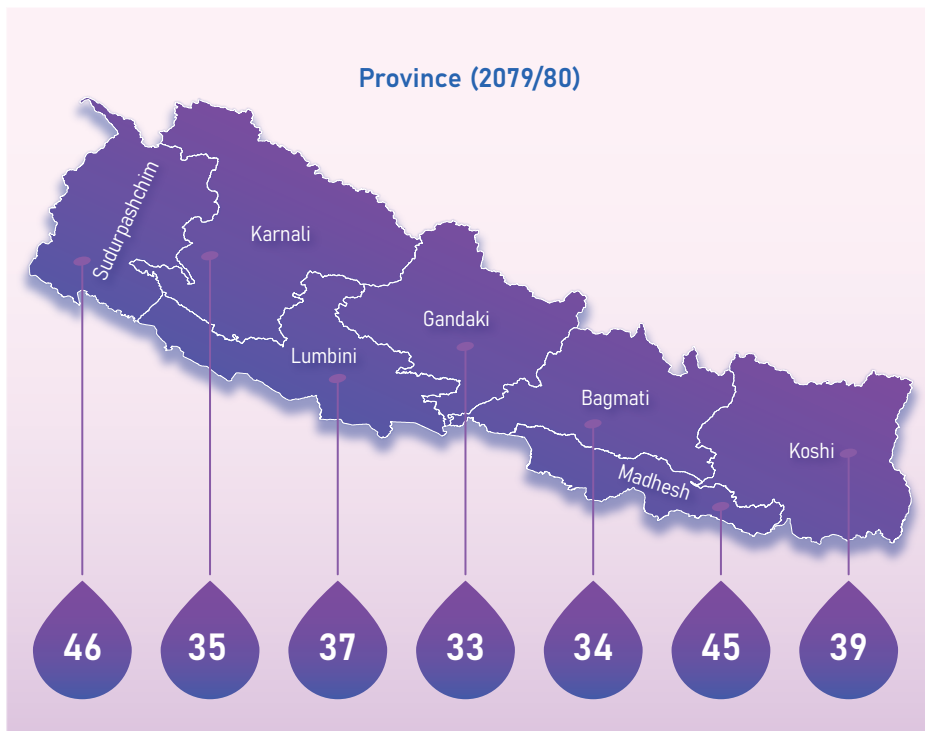 Province (2079/80)
Sudurpashchim
Karnali
Lumbini
Gandaki
Bagmati
Madhesh
Koshi
46
35
37
33
34
45
39